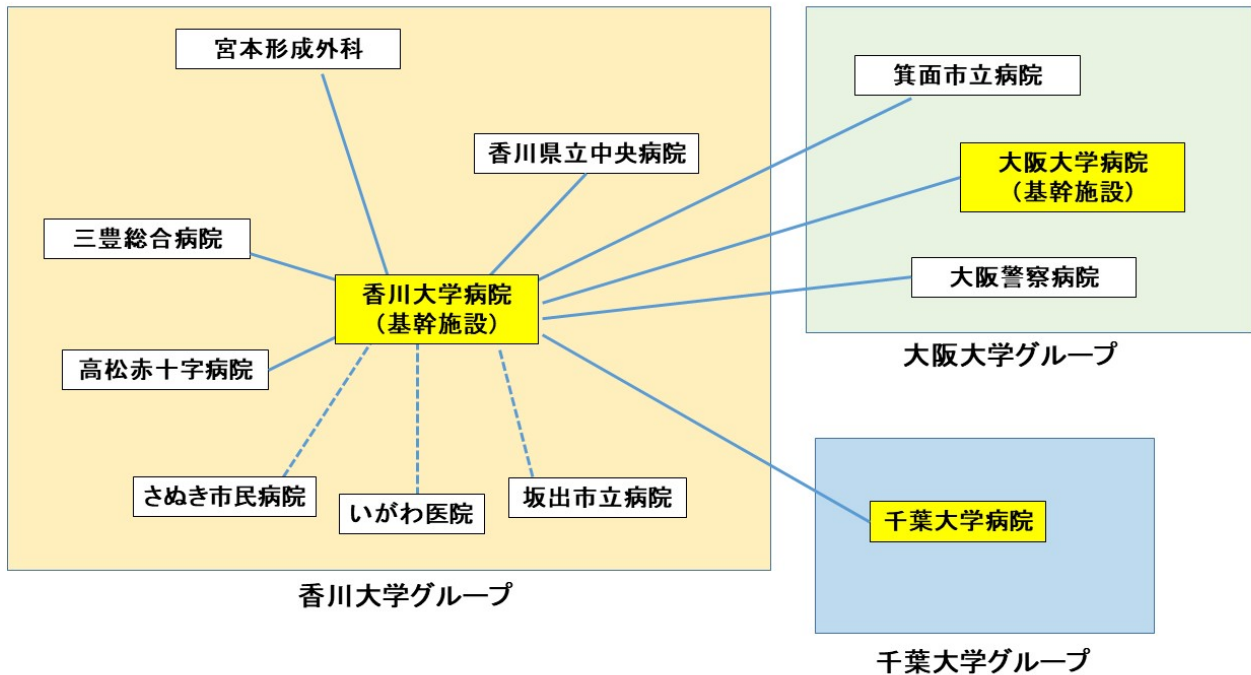 宮本形成外科
香川県立中央病院
三豊総合病院
香川大学病院
（基幹施設）
高松赤十字病院
さぬき市民病院
いがわ医院
坂出市立病院
香川大学グループ
箕面市立病院
大阪大学病院
（基幹施設）
大阪警察病院
大阪大学グループ
千葉大学病院
千葉大学グループ